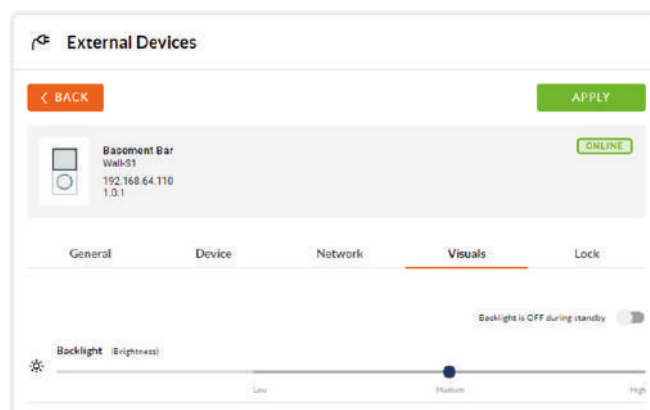 External Devices
BACK
APPLY
Basement Bar
Wall-S1
192.168.64.110
1.0.1
ONLINE
General Device Network Visuals Lock
Backlight is OFF during standby
Backlight (Brightness)
Low Medium High